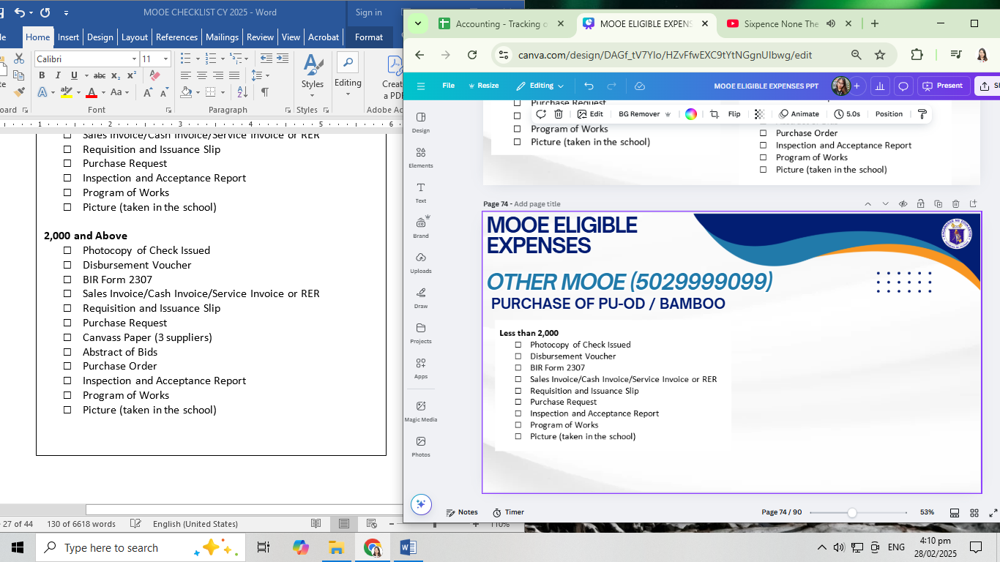 MOOE CHECKLIST CY 2025 - Word
Sign in
Home
Insert
Design
Layout
References
Mailings
Review
View
Acrobat
Format
Calibri
11
Styles
Editing
Font
Paragraph
Styles
1
2
3
4
5
6
Sales Invoice/Cash Invoice/Service Invoice or RER
Requisition and Issuance Slip
Purchase Request
Inspection and Acceptance Report
Program of Works
Picture (taken in the school)
2,000 and Above
Photocopy of Check Issued
Disbursement Voucher
BIR Form 2307
Sales Invoice/Cash Invoice/Service Invoice or RER
Requisition and Issuance Slip
Purchase Request
Canvass Paper (3 suppliers)
Abstract of Bids
Purchase Order
Inspection and Acceptance Report
Program of Works
Picture (taken in the school)
27 of 44
130 of 6618 words
English (United States)
110%
Accounting - Tracking
MOOE ELIGIBLE EXPENS
Sixpence None The
canva.com/design/DAGf_tV7YIo/HZvFfwEXC9tYtNGgnUIbwg/edit
File
Resize
Editing
MOOE ELIGIBLE EXPENSES PPT
Present
Edit
BG Remover
Flip
Animate
5.0s
Position
Design
Elements
Text
Brand
Uploads
Draw
Projects
Apps
Magic Media
Photos
Purchase Request
Program of Works
Picture (taken in the school)
Purchase Order
Inspection and Acceptance Report
Program of Works
Picture (taken in the school)
Page 74 - Add page title
MOOE ELIGIBLE
EXPENSES
OTHER MOOE (5029999099)
PURCHASE OF PU-OD / BAMBOO
Less than 2,000
Photocopy of Check Issued
Disbursement Voucher
BIR Form 2307
Sales Invoice/Cash Invoice/Service Invoice or RER
Requisition and Issuance Slip
Purchase Request
Inspection and Acceptance Report
Program of Works
Picture (taken in the school)
Notes
Timer
Page 74 / 90
53%
Type here to search
ENG
4:10 pm
28/02/2025